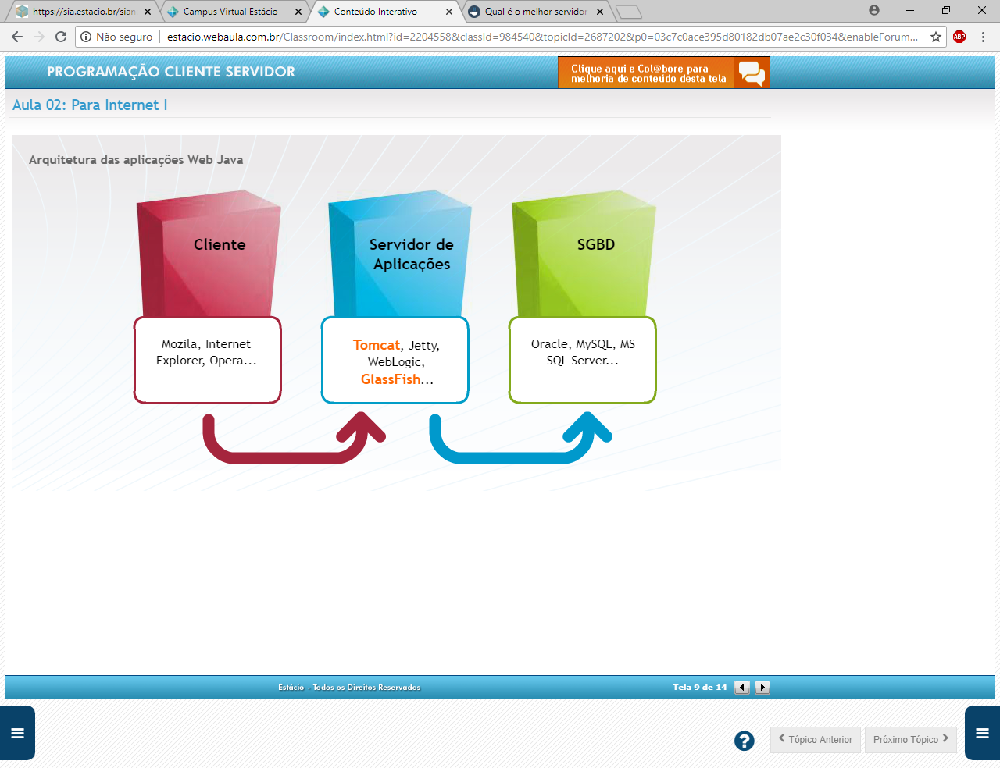 https://sia.estacio.br/sian
Campus Virtual Estácio
Conteúdo Interativo
Qual é o melhor servidor
Não seguro
estacio.webaula.com.br/Classroom/index.html?id=2204558&classId=984540&topicId=2687202&p0=03c7c0ace395d80182db07ae2c30f034&enableForum...
ABP
PROGRAMAÇÃO CLIENTE SERVIDOR
Clique aqui e Col@bore para
melhoria de conteúdo desta tela
Aula 02: Para Internet I
Arquitetura das aplicações Web Java
Cliente
Mozila, Internet
Explorer, Opera...
Servidor de
Aplicações
Tomcat, Jetty,
WebLogic,
GlassFish...
SGBD
Oracle, MySQL, MS
SQL Server...
Estácio - Todos os Direitos Reservados
Tela 9 de 14
?
Tópico Anterior
Próximo Tópico